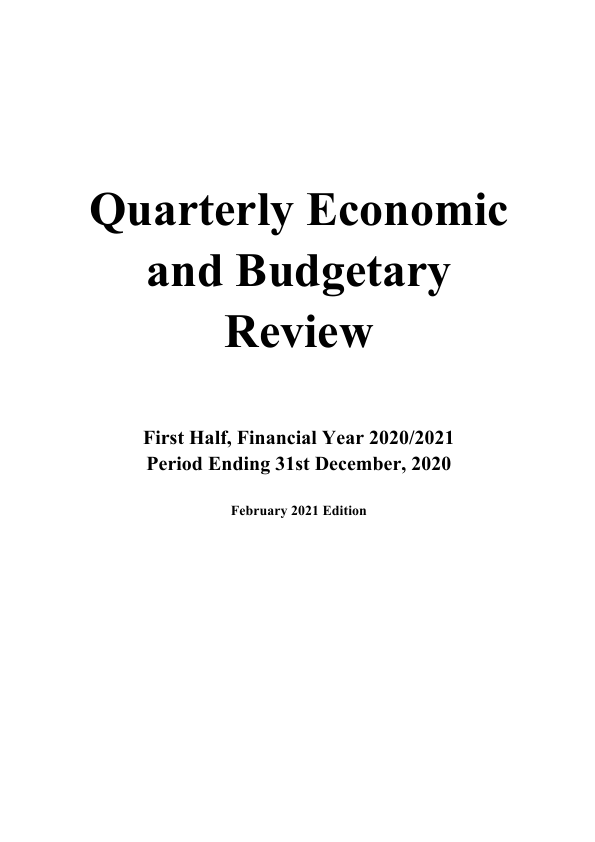 Quarterly Economic
and Budgetary
Review
First Half, Financial Year 2020/2021
Period Ending 31st December, 2020
February 2021 Edition